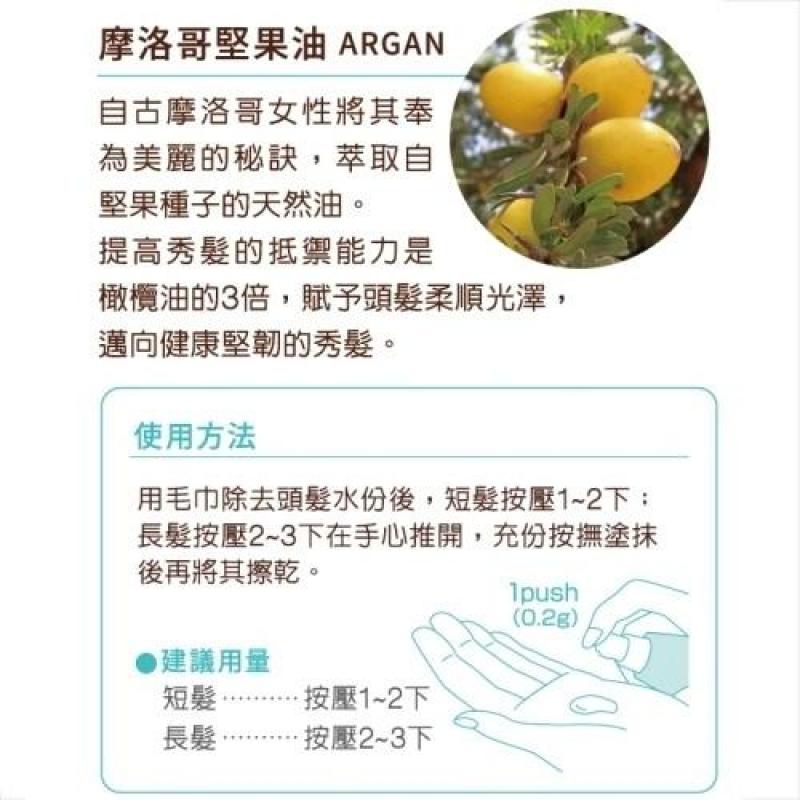 摩洛哥堅果油 ARGAN
自古摩洛哥女性將其奉
為美麗的秘訣，萃取自
堅果種子的天然油。
提高秀髮的抵禦能力是
橄欖油的3倍，賦予頭髮柔順光澤，
邁向健康堅韌的秀髮。
使用方法
用毛巾除去頭髮水份後，短髮按壓1~2下；
長髮按壓2~3下在手心推開，充份按撫塗抹
後再將其擦乾。
1push
(0.2g)
●建議用量
短髮··········按壓1~2下
長髮··········按壓2~3下